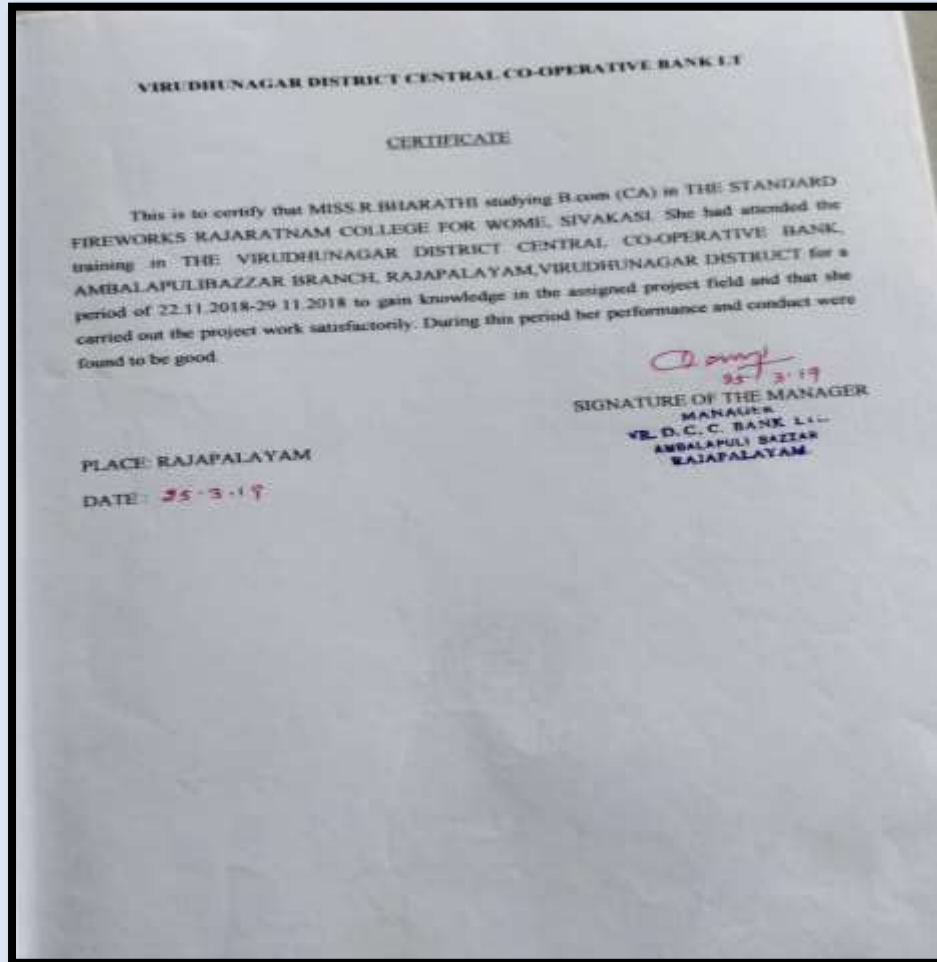 VIRUDHUNAGAR DISTRICT CENTRAL CO-OPERATIVE BANK LT
CERTIFICATE
This is to certify that MISS.R.BHARATHI studying B.com (CA) in THE STANDARD
FIREWORKS RAJARATNAM COLLEGE FOR WOME, SIVAKASI. She had attended the
training in THE VIRUDHUNAGAR DISTRICT CENTRAL CO-OPERATIVE BANK,
AMBALAPULIBAZZAR BRANCH, RAJAPALAYAM,VIRUDHUNAGAR DISTRUCT for a
period of 22.11.2018-29.11.2018 to gain knowledge in the assigned project field and that she
carried out the project work satisfactorily. During this period her performance and conduct were
found to be good.
25/3.19
SIGNATURE OF THE MANAGER
MANAGER
VR. D. C. C. BANK
AMBALAPULI BAZZAR
RAJAPALAYAM
PLACE: RAJAPALAYAM
DATE: 25-3-19